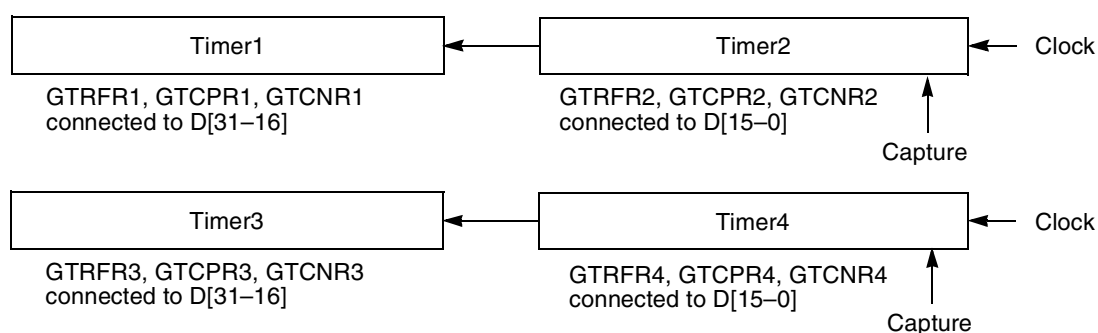 Timer1
Timer2
Clock
GTRFR1, GTCPR1, GTCNR1
connected to D[31–16]
GTRFR2, GTCPR2, GTCNR2
connected to D[15–0]
Capture
Timer3
Timer4
Clock
GTRFR3, GTCPR3, GTCNR3
connected to D[31–16]
GTRFR4, GTCPR4, GTCNR4
connected to D[15–0]
Capture